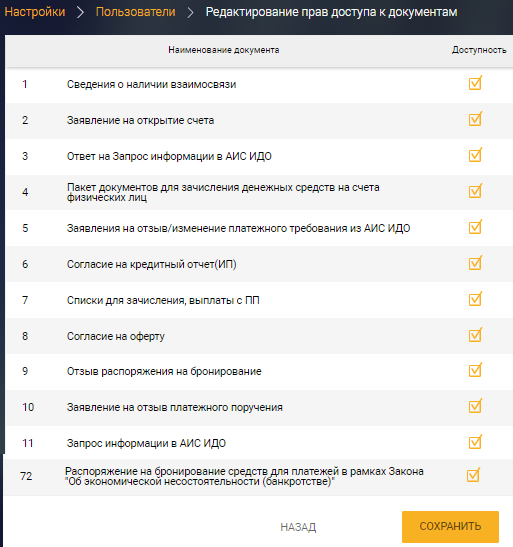 Настройки > Пользователи > Редактирование прав доступа к документам
Наименование документа Доступность
1 Сведения о наличии взаимосвязи
2 Заявление на открытие счета
3 Ответ на Запрос информации в АИС ИДО
4 Пакет документов для зачисления денежных средств на счета
физических лиц
5 Заявления на отзыв/изменение платежного требования из АИС ИДО
6 Согласие на кредитный отчет(ИП)
7 Списки для зачисления, выплаты с ПП
8 Согласие на оферту
9 Отзыв распоряжения на бронирование
10 Заявление на отзыв платежного поручения
11 Запрос информации в АИС ИДО
72 Распоряжение на бронирование средств для платежей в рамках Закона
"Об экономической несостоятельности (банкротстве)"
НАЗАД СОХРАНИТЬ